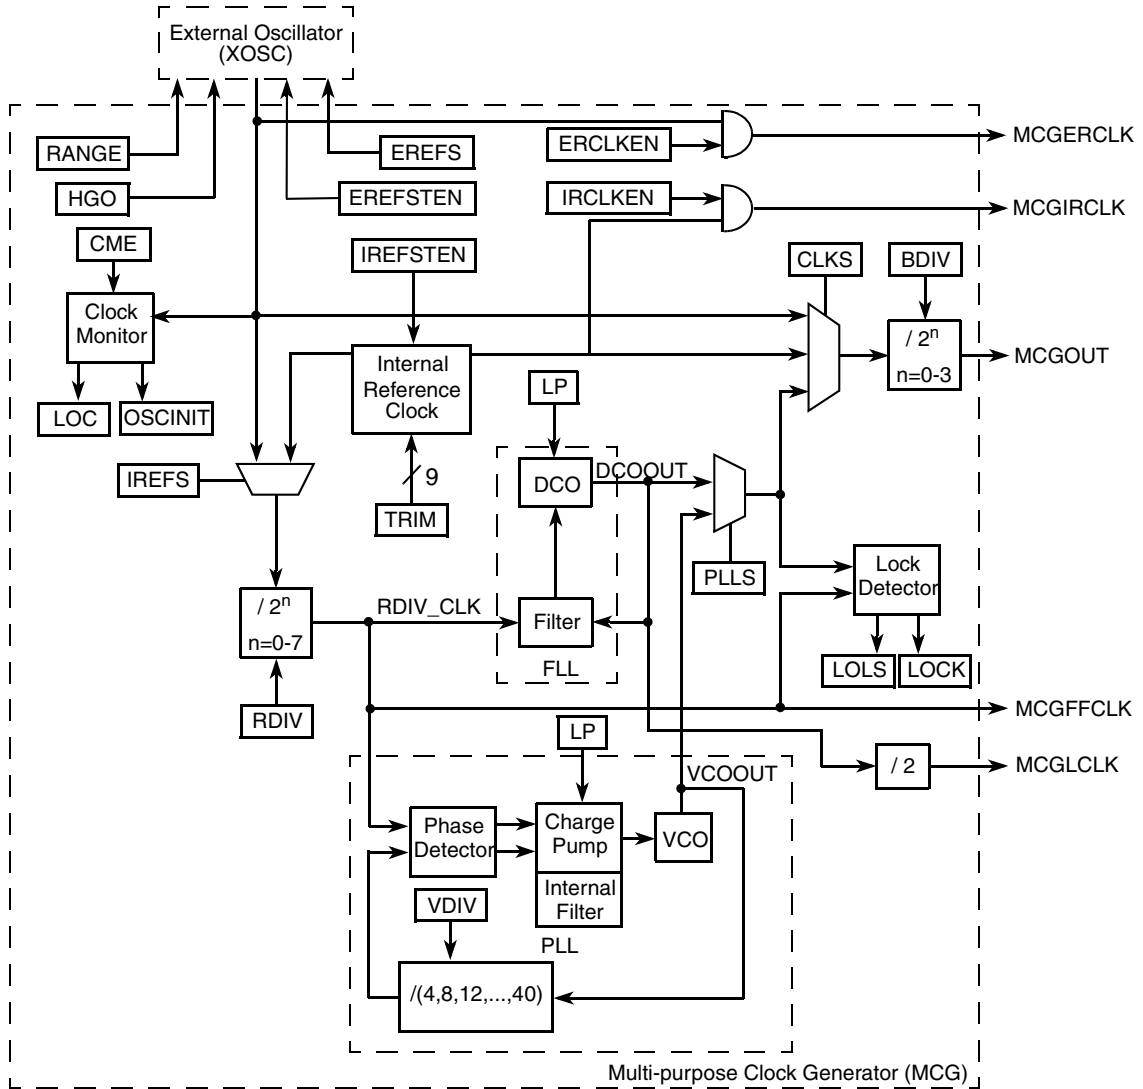 External Oscillator
(XOSC)
RANGE
EREFS
ERCLKEN
MCGERCLK
HGO
EREFSTEN
IRCLKEN
MCGIRCLK
CME
IREFSTEN
CLKS
BDIV
Clock
Monitor
/ 2n
n=0-3
MCGOUT
Internal
Reference
Clock
LP
LOC
OSCINIT
IREFS
9
TRIM
DCO
DCOOUT
PLLS
Lock
Detector
/ 2n
n=0-7
RDIV_CLK
Filter
FLL
LOLS
LOCK
RDIV
MCGFFCLK
LP
/ 2
MCGLCLK
VCOOUT
Phase
Detector
Charge
Pump
VCO
Internal
Filter
VDIV
PLL
/(4,8,12,...,40)
Multi-purpose Clock Generator (MCG)